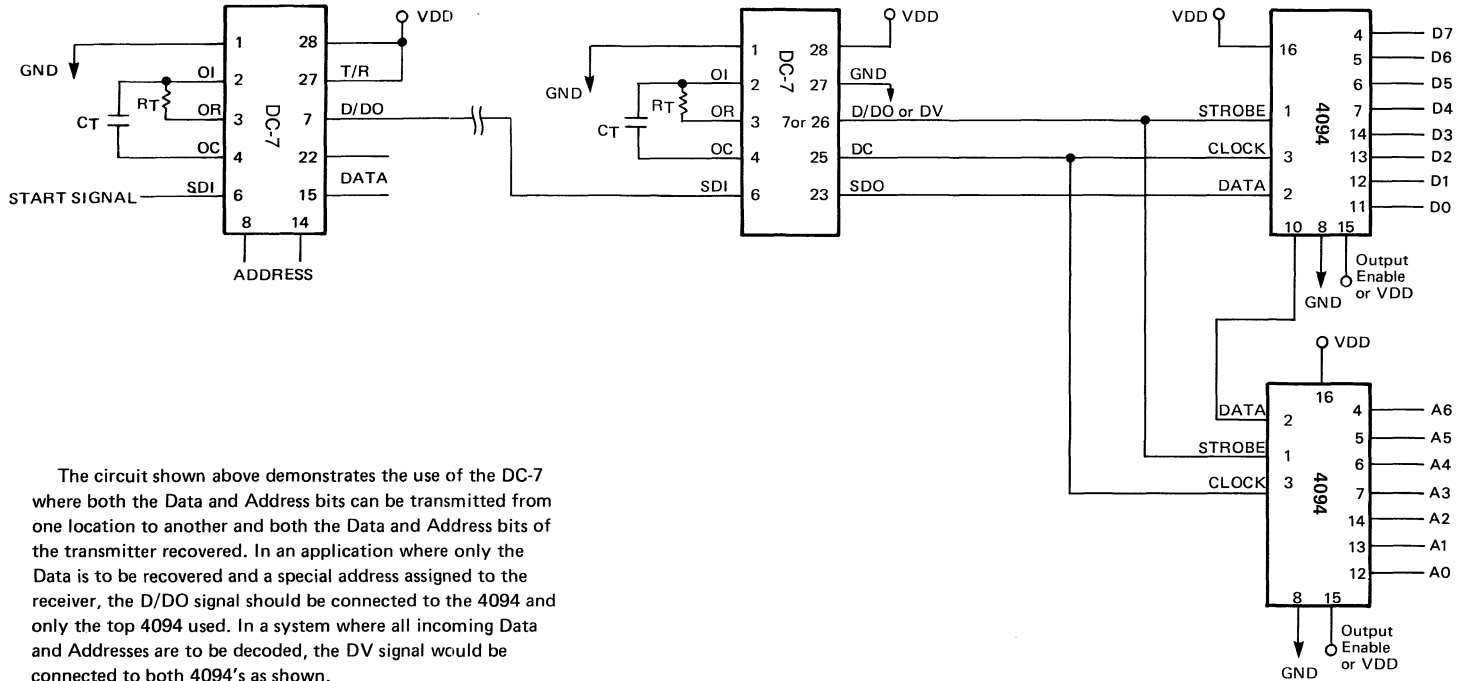 VDD
1 28
GND
OI 2 27 T/R
RT
CT
OR 3 7 D/DO
DC-7
OC 4 22
DATA
START SIGNAL SDI 6 15
8 14
ADDRESS
VDD
1 28
GND
OI 2 27 GND
RT
CT
OR 3 7 or 26 D/DO or DV
DC-7
OC 4 25 DC
SDI 6 23 SDO
VDD
16
4 D7
5 D6
6 D5
STROBE 1 7 D4
4094
14 D3
CLOCK 3 13 D2
12 D1
DATA 2
11 D0
10 8 15
Output
Enable
or VDD
GND
VDD
16
DATA 2
4 A6
5 A5
STROBE 1
6 A4
CLOCK 3 7 A3
4094
14 A2
13 A1
12 A0
8 15
Output
Enable
or VDD
GND
The circuit shown above demonstrates the use of the DC-7
where both the Data and Address bits can be transmitted from
one location to another and both the Data and Address bits of
the transmitter recovered. In an application where only the
Data is to be recovered and a special address assigned to the
receiver, the D/DO signal should be connected to the 4094 and
only the top 4094 used. In a system where all incoming Data
and Addresses are to be decoded, the DV signal would be
connected to both 4094's as shown.